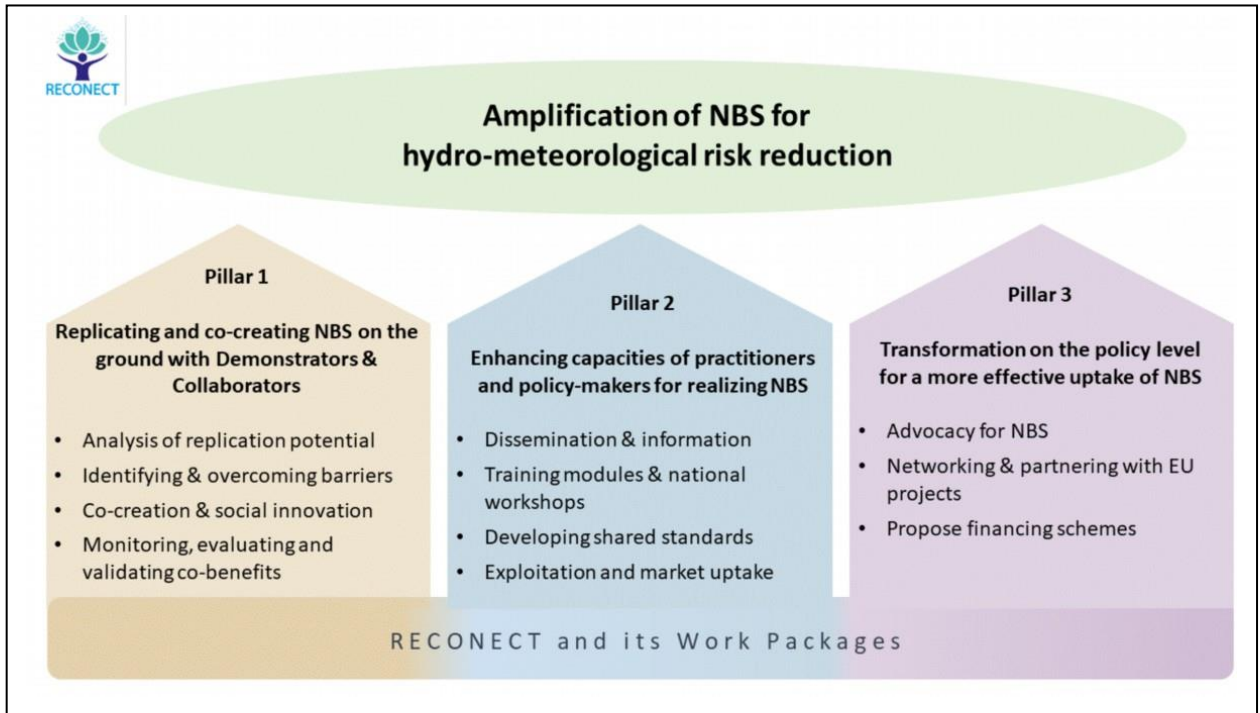 RECONECT
Amplification of NBS for
hydro-meteorological risk reduction
Pillar 1
Replicating and co-creating NBS on the
ground with Demonstrators &
Collaborators
• Analysis of replication potential
• Identifying & overcoming barriers
• Co-creation & social innovation
• Monitoring, evaluating and
validating co-benefits
Pillar 2
Enhancing capacities of practitioners
and policy-makers for realizing NBS
• Dissemination & information
• Training modules & national
workshops
• Developing shared standards
• Exploitation and market uptake
Pillar 3
Transformation on the policy level
for a more effective uptake of NBS
• Advocacy for NBS
• Networking & partnering with EU
projects
• Propose financing schemes
RECONECT and its Work Packages